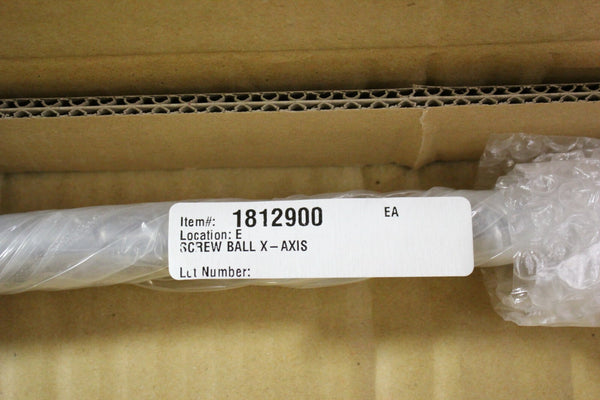 Item#: 1812900 EA
Location: E
SCREW BALL X-AXIS
Lot Number: